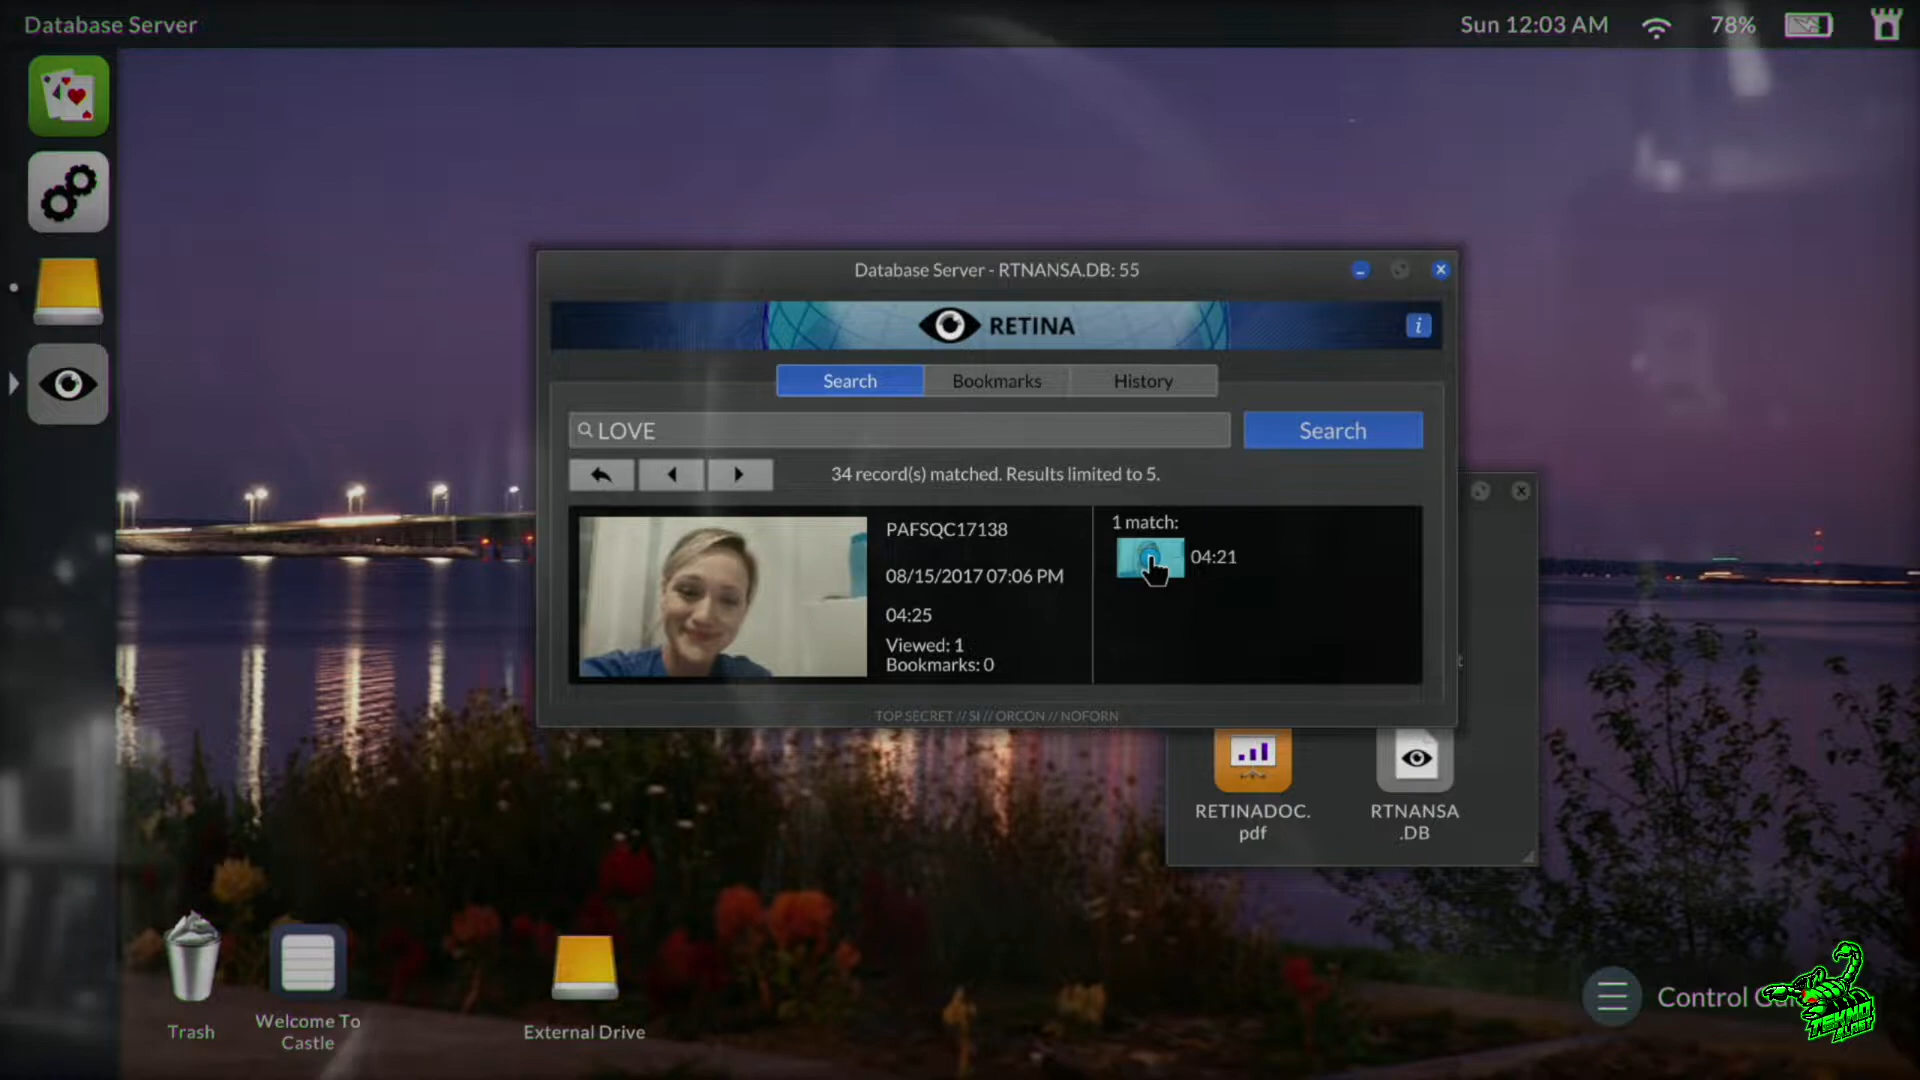 Database Server
Sun 12:03 AM
78%
Database Server - RTNANSA.DB: 55
RETINA
i
Search
Bookmarks
History
LOVE
Search
34 record(s) matched. Results limited to 5.
PAFSQC17138
08/15/2017 07:06 PM
04:25
Viewed: 1
Bookmarks: 0
1 match:
04:21
TOP SECRET // SI // ORCON // NOFORN
RETINADOC.
pdf
RTNANSA
.DB
Trash
Welcome To
Castle
External Drive
Control
TEKNO